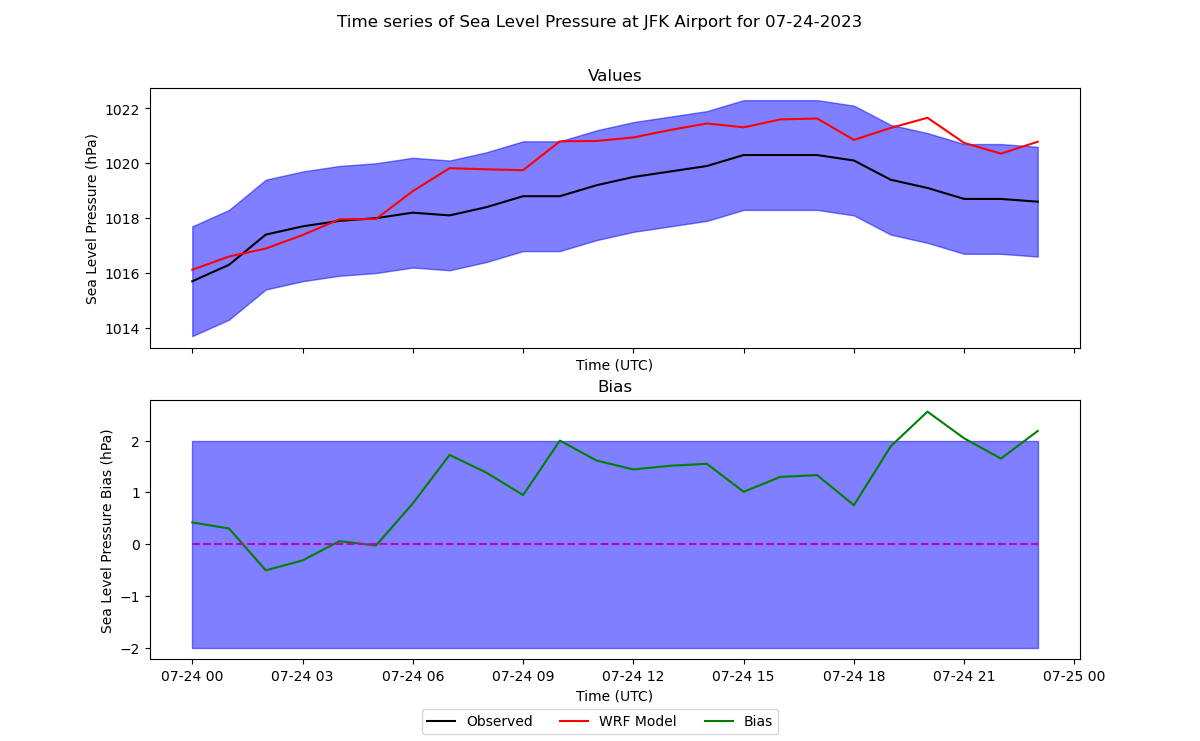 Time series of Sea Level Pressure at JFK Airport for 07-24-2023
Values
Sea Level Pressure (hPa)
1022
1020
1018
1016
1014
Time (UTC)
Bias
Sea Level Pressure Bias (hPa)
2
1
0
−1
−2
07-24 00 07-24 03 07-24 06 07-24 09 07-24 12 07-24 15 07-24 18 07-24 21 07-25 00
Time (UTC)
Observed WRF Model Bias